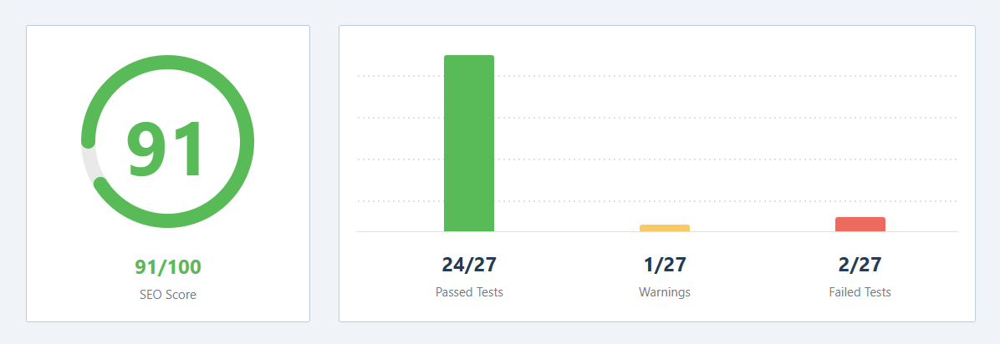 91
91/100
SEO Score
24/27
Passed Tests
1/27
Warnings
2/27
Failed Tests